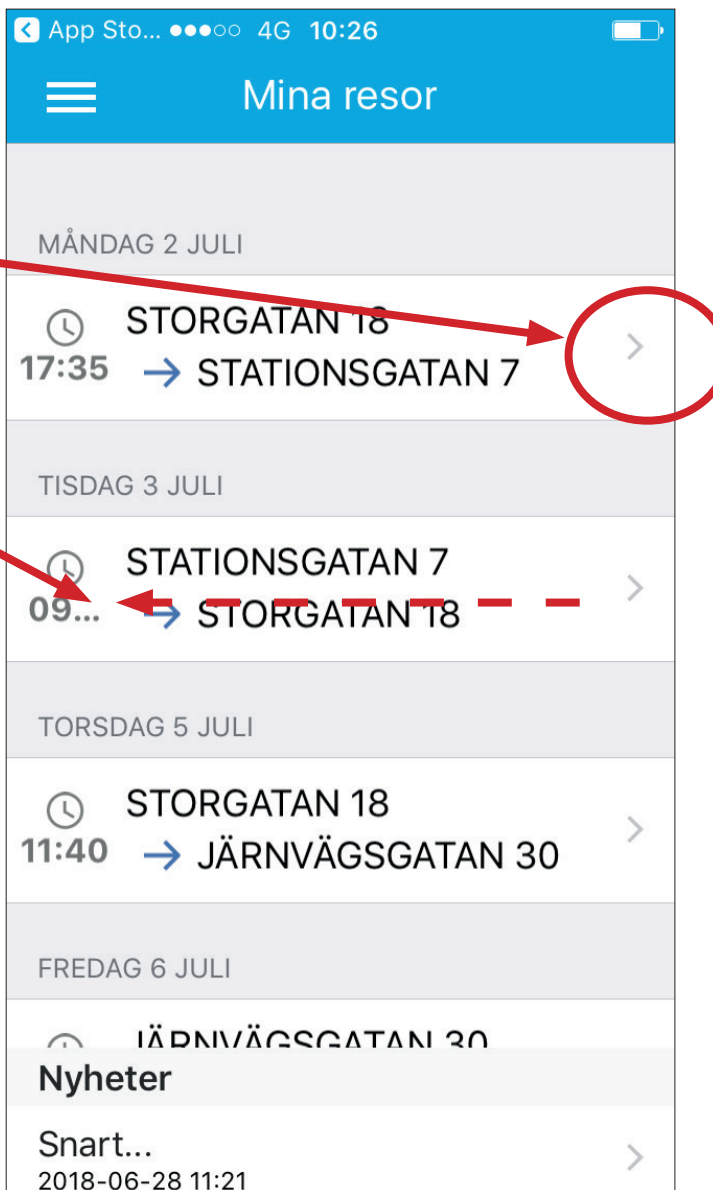 App Sto... 4G 10:26
Mina resor
MÅNDAG 2 JULI
STORGATAN 18
17:35 → STATIONSGATAN 7
TISDAG 3 JULI
STATIONSGATAN 7
09... → STORGATAN 18
TORSDAG 5 JULI
STORGATAN 18
11:40 → JÄRNVÄGSGATAN 30
FREDAG 6 JULI
JÄRNVÄGSGATAN 30
Nyheter
Snart...
2018-06-28 11:21